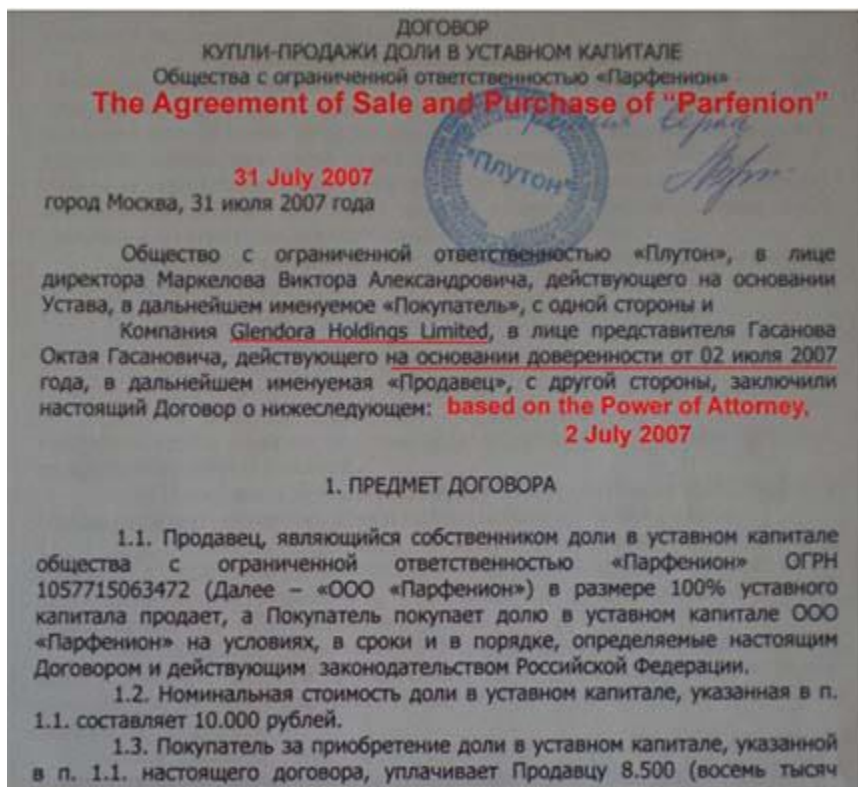 ДОГОВОР
КУПЛИ-ПРОДАЖИ ДОЛИ В УСТАВНОМ КАПИТАЛЕ
Общества с ограниченной ответственностью «Парфенион»
The Agreement of Sale and Purchase of "Parfenion"
верна
"Плутон"
31 July 2007
город Москва, 31 июля 2007 года
Общество с ограниченной ответственностью «Плутон», в лице
директора Маркелова Виктора Александровича, действующего на основании
Устава, в дальнейшем именуемое «Покупатель», с одной стороны и
Компания Glendora Holdings Limited, в лице представителя Гасанова
Октая Гасановича, действующего на основании доверенности от 02 июля 2007
года, в дальнейшем именуемая «Продавец», с другой стороны, заключили
настоящий Договор о нижеследующем: based on the Power of Attorney,
2 July 2007
1. ПРЕДМЕТ ДОГОВОРА
1.1. Продавец, являющийся собственником доли в уставном капитале
общества с ограниченной ответственностью «Парфенион» ОГРН
1057715063472 (Далее – «ООО «Парфенион») в размере 100% уставного
капитала продает, а Покупатель покупает долю в уставном капитале ООО
«Парфенион» на условиях, в сроки и в порядке, определяемые настоящим
Договором и действующим законодательством Российской Федерации.
1.2. Номинальная стоимость доли в уставном капитале, указанная в п.
1.1. составляет 10.000 рублей.
1.3. Покупатель за приобретение доли в уставном капитале, указанной
в п. 1.1. настоящего договора, уплачивает Продавцу 8.500 (восемь тысяч